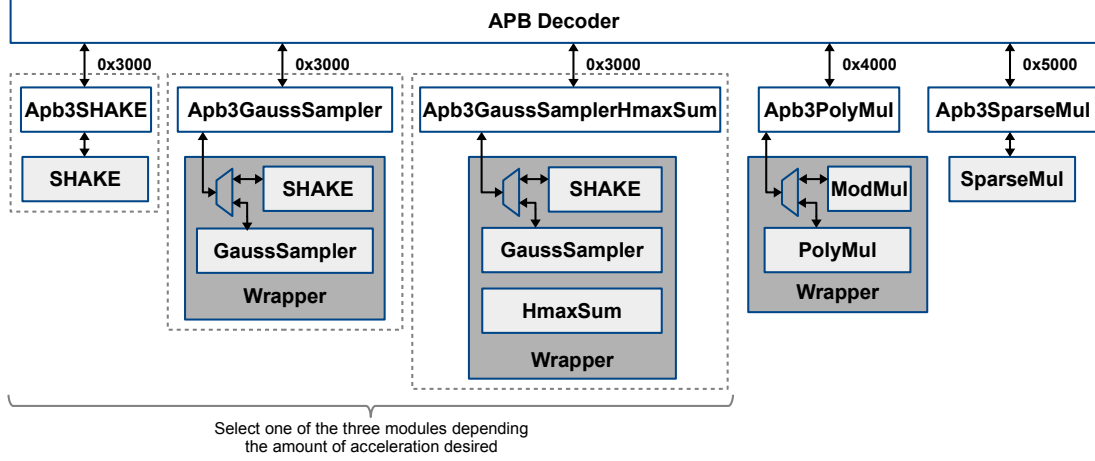 APB Decoder
0x3000
0x3000
0x3000
0x4000
0x5000
Apb3SHAKE
Apb3GaussSampler
Apb3GaussSamplerHmaxSum
Apb3PolyMul
Apb3SparseMul
SHAKE
SHAKE
SHAKE
ModMul
SparseMul
GaussSampler
GaussSampler
PolyMul
Wrapper
HmaxSum
Wrapper
Wrapper
Select one of the three modules depending
the amount of acceleration desired